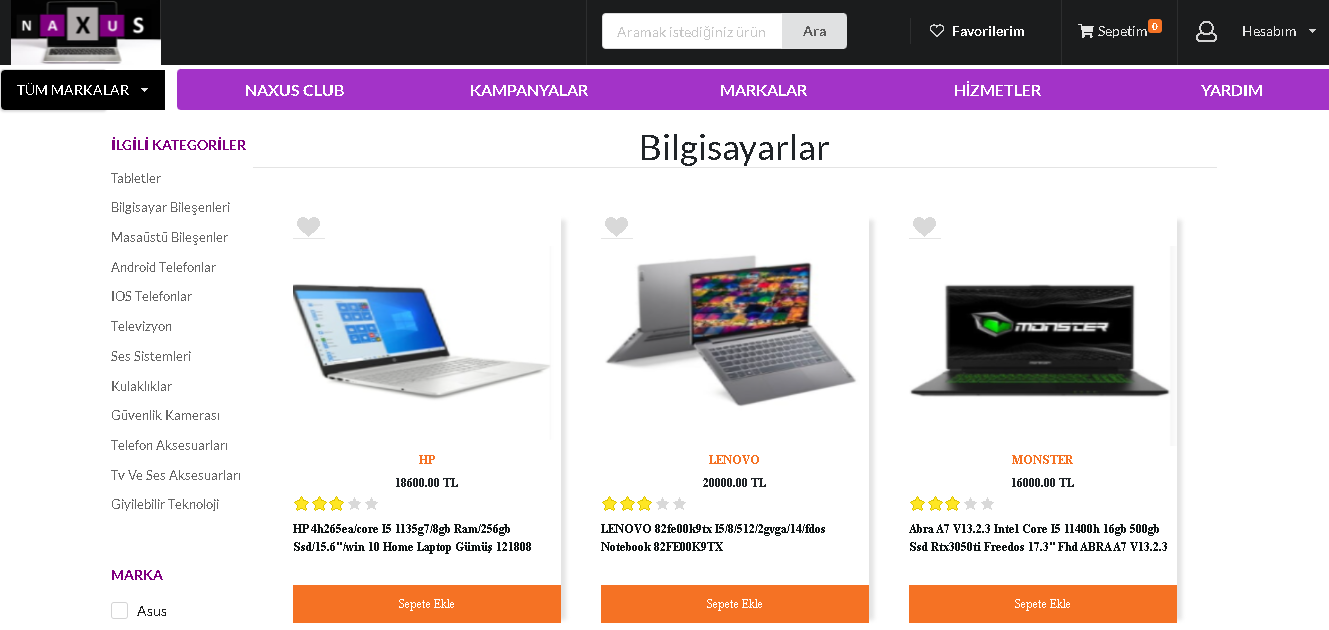 NAXUS
Aramak istediğiniz ürün
Ara
Favorilerim
Sepetim 0
Hesabım
TÜM MARKALAR
NAXUS CLUB
KAMPANYALAR
MARKALAR
HİZMETLER
YARDIM
İLGİLİ KATEGORİLER
Tabletler
Bilgisayar Bileşenleri
Masaüstü Bileşenler
Android Telefonlar
IOS Telefonlar
Televizyon
Ses Sistemleri
Kulaklıklar
Güvenlik Kamerası
Telefon Aksesuarları
Tv Ve Ses Aksesuarları
Giyilebilir Teknoloji
MARKA
Asus
Bilgisayarlar
HP
18600.00 TL
HP 4h265ea/core I5 1135g7/8gb Ram/256gb
Ssd/15.6"/win 10 Home Laptop Gümüş 121808
Sepete Ekle
LENOVO
20000.00 TL
LENOVO 82fe00k9tx I5/8/512/2gvga/14/fdos
Notebook 82FE00K9TX
Sepete Ekle
MONSTER
MONSTER
16000.00 TL
Abra A7 V13.2.3 Intel Core I5 11400h 16gb 500gb
Ssd Rtx3050ti Freedos 17.3" Fhd ABRA A7 V13.2.3
Sepete Ekle